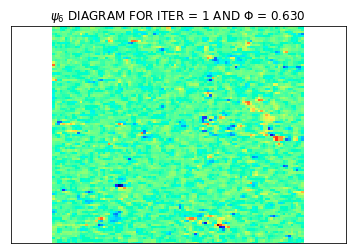 ψ6 DIAGRAM FOR ITER = 1 AND Φ = 0.630